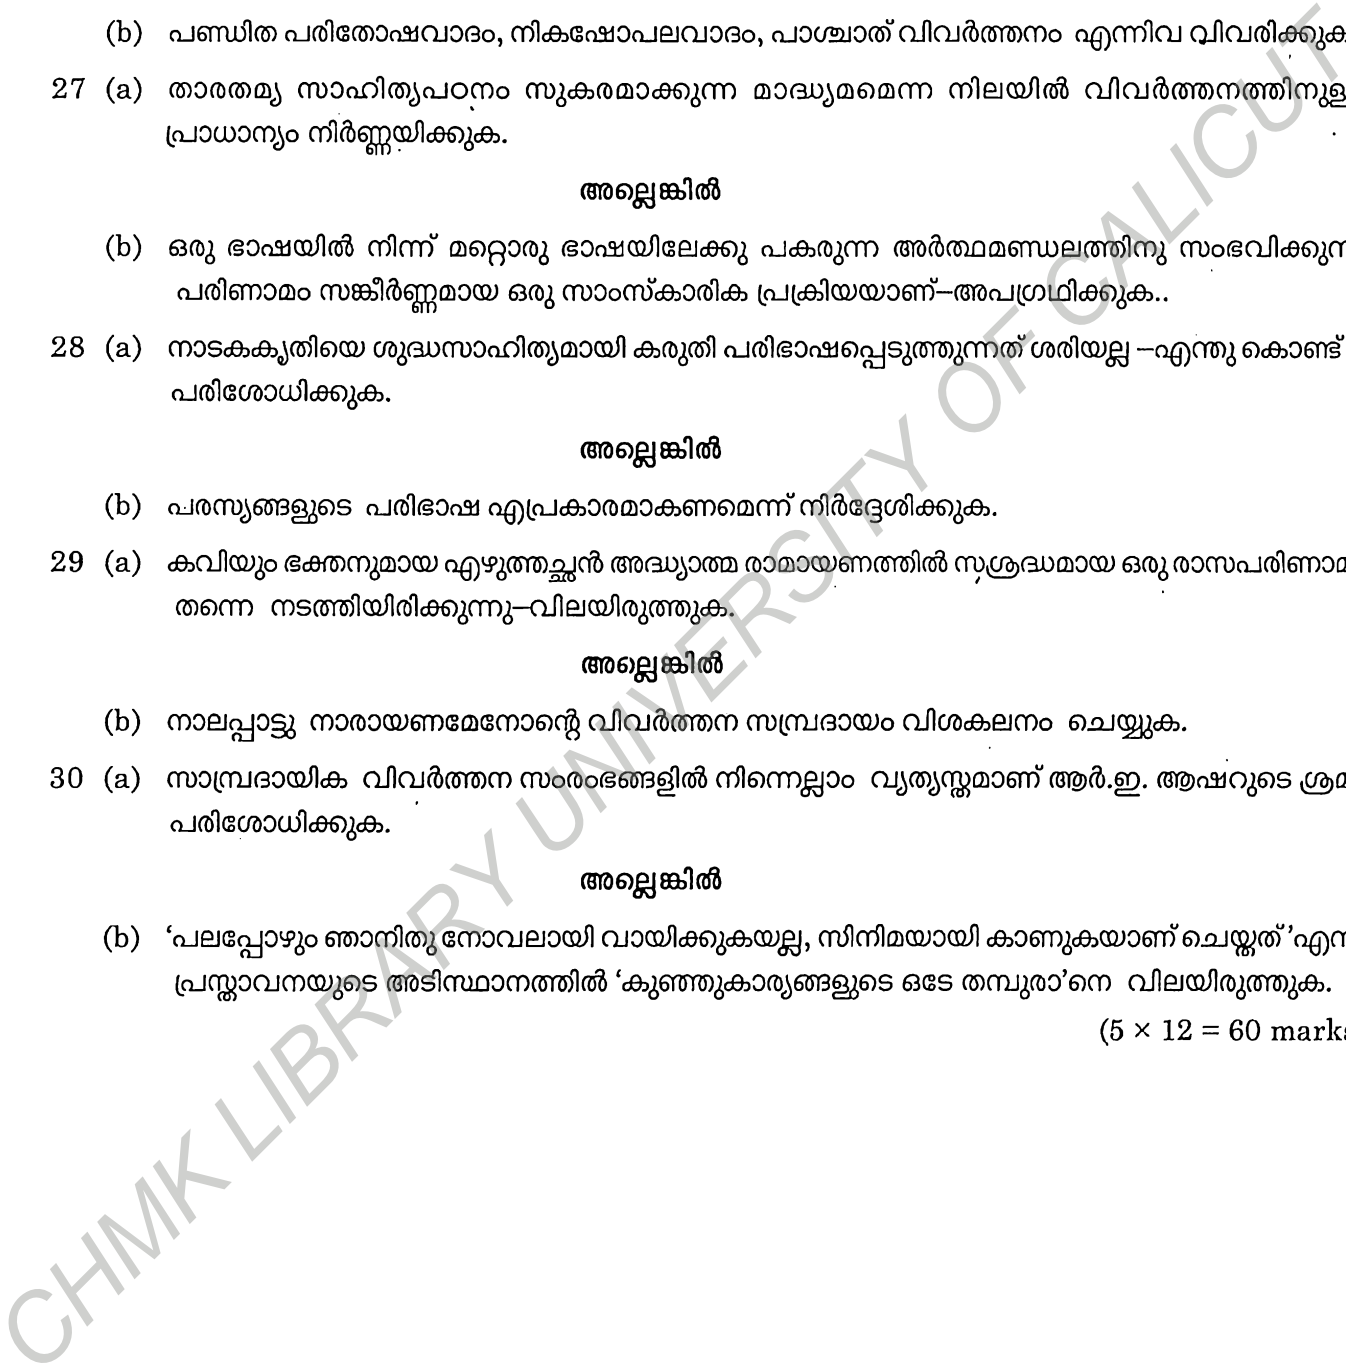 (b) പണ്ഡിത പരിതോഷവാദം, നികഷോപലവാദം, പാശ്ചാത് വിവർത്തനം എന്നിവ വിവരിക്കുക
27 (a) താരതമ്യ സാഹിത്യപഠനം സുകരമാക്കുന്ന മാദ്ധ്യമമെന്ന നിലയിൽ വിവർത്തനത്തിനുള
പ്രാധാന്യം നിർണ്ണയിക്കുക.
അല്ലെങ്കിൽ
(b) ഒരു ഭാഷയിൽ നിന്ന് മറ്റൊരു ഭാഷയിലേക്കു പകരുന്ന അർത്ഥമണ്ഡലത്തിനു സംഭവിക്കുന
പരിണാമം സങ്കീർണ്ണമായ ഒരു സാംസ്കാരിക പ്രക്രിയയാണ്–അപഗ്രഥിക്കുക..
28 (a) നാടകകൃതിയെ ശുദ്ധസാഹിത്യമായി കരുതി പരിഭാഷപ്പെടുത്തുന്നത് ശരിയല്ല –എന്തു കൊണ്ട്
പരിശോധിക്കുക.
അല്ലെങ്കിൽ
(b) പരസ്യങ്ങളുടെ പരിഭാഷ എപ്രകാരമാകണമെന്ന് നിർദ്ദേശിക്കുക.
29 (a) കവിയും ഭക്തനുമായ എഴുത്തച്ഛൻ അദ്ധ്യാത്മ രാമായണത്തിൽ സുശ്രദ്ധമായ ഒരു രാസപരിണാമ
തന്നെ നടത്തിയിരിക്കുന്നു–വിലയിരുത്തുക.
അല്ലെങ്കിൽ
(b) നാലപ്പാട്ടു നാരായണമേനോന്റെ വിവർത്തന സമ്പ്രദായം വിശകലനം ചെയ്യുക.
30 (a) സാമ്പ്രദായിക വിവർത്തന സംരംഭങ്ങളിൽ നിന്നെല്ലാം വ്യത്യസ്തമാണ് ആർ.ഇ. ആഷറുടെ ശ്രമ
പരിശോധിക്കുക.
അല്ലെങ്കിൽ
(b) 'പലപ്പോഴും ഞാനിതു നോവലായി വായിക്കുകയല്ല, സിനിമയായി കാണുകയാണ് ചെയ്തത് 'എന
പ്രസ്താവനയുടെ അടിസ്ഥാനത്തിൽ 'കുഞ്ഞുകാര്യങ്ങളുടെ ഒടേ തമ്പുരാ'നെ വിലയിരുത്തുക.
(5 × 12 = 60 marks
CHMK LIBRARY UNIVERSITY OF CALICUT